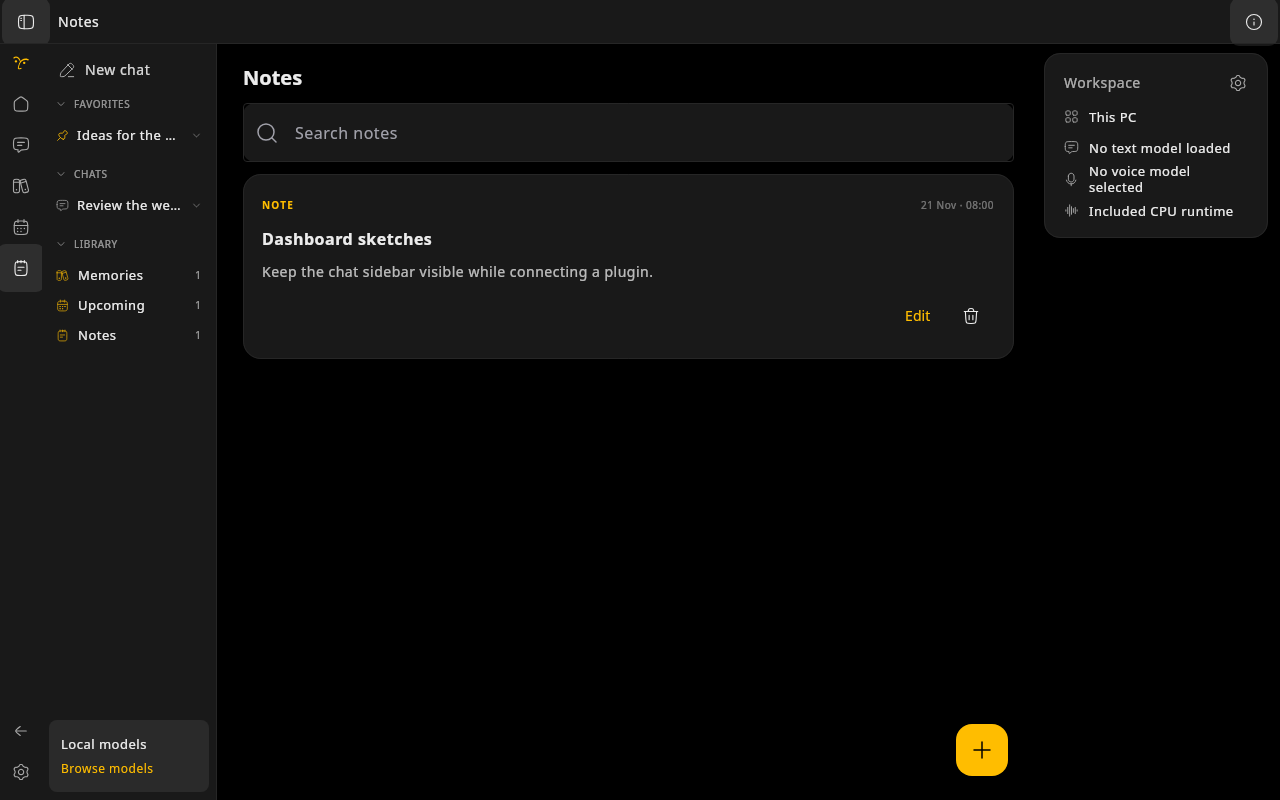 Notes
New chat
FAVORITES
Ideas for the ...
CHATS
Review the we...
LIBRARY
Memories 1
Upcoming 1
Notes 1
Local models
Browse models
Notes
Search notes
NOTE 21 Nov · 08:00
Dashboard sketches
Keep the chat sidebar visible while connecting a plugin.
Edit
Workspace
This PC
No text model loaded
No voice model
selected
Included CPU runtime